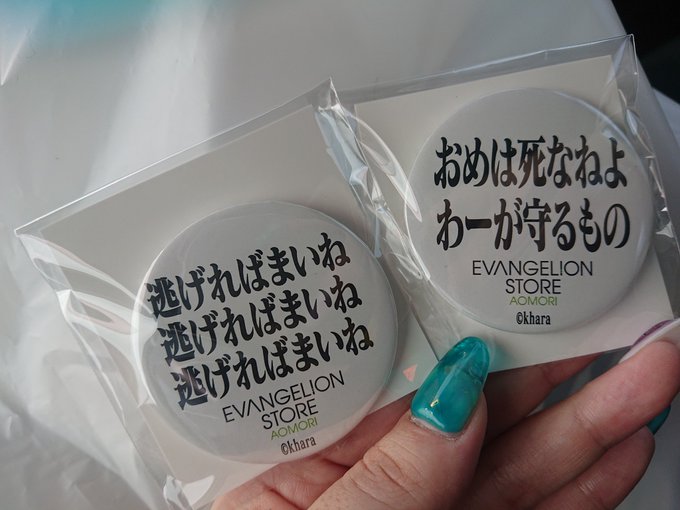 逃げればまいね
逃げればまいね
逃げればまいね
EVANGELION
STORE
AOMORI
©khara
おめは死なねよ
わーが守るもの
EVANGELION
STORE
AOMORI
©khara